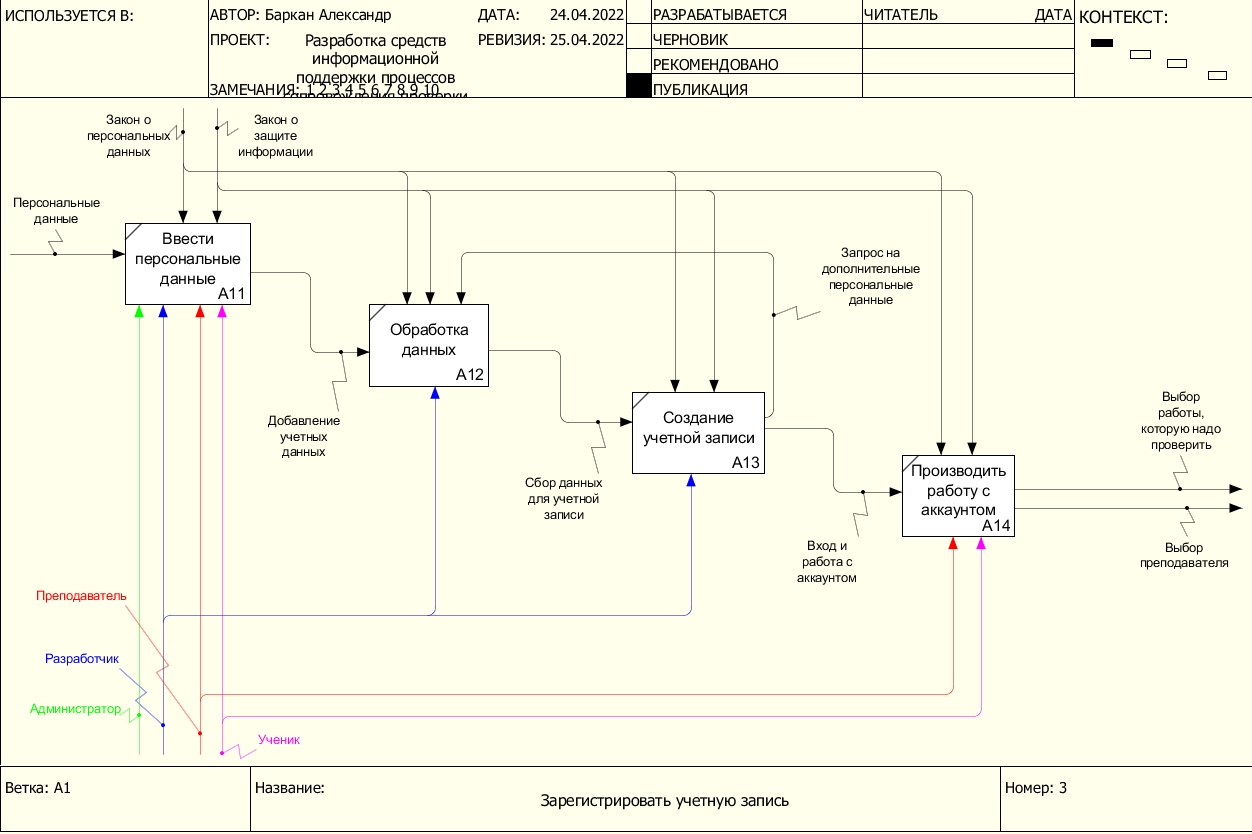 ИСПОЛЬЗУЕТСЯ В:
АВТОР: Баркан Александр
ДАТА: 24.04.2022
ПРОЕКТ: Разработка средств
информационной
поддержки процессов
сопровождения проверки
РЕВИЗИЯ: 25.04.2022
ЗАМЕЧАНИЯ: 1 2 3 4 5 6 7 8 9 10
РАЗРАБАТЫВАЕТСЯ
ЧЕРНОВИК
РЕКОМЕНДОВАНО
ПУБЛИКАЦИЯ
ЧИТАТЕЛЬ
ДАТА
КОНТЕКСТ:
Закон о
персональных
данных
Закон о
защите
информации
Персональные
данные
Ввести
персональные
данные
A11
Запрос на
дополнительные
персональные
данные
Обработка
данных
A12
Добавление
учетных
данных
Создание
учетной записи
A13
Выбор
работы,
которую надо
проверить
Сбор данных
для учетной
записи
Производить
работу с
аккаунтом
A14
Вход и
работа с
аккаунтом
Выбор
преподавателя
Преподаватель
Разработчик
Администратор
Ученик
Ветка: A1
Название:
Зарегистрировать учетную запись
Номер: 3